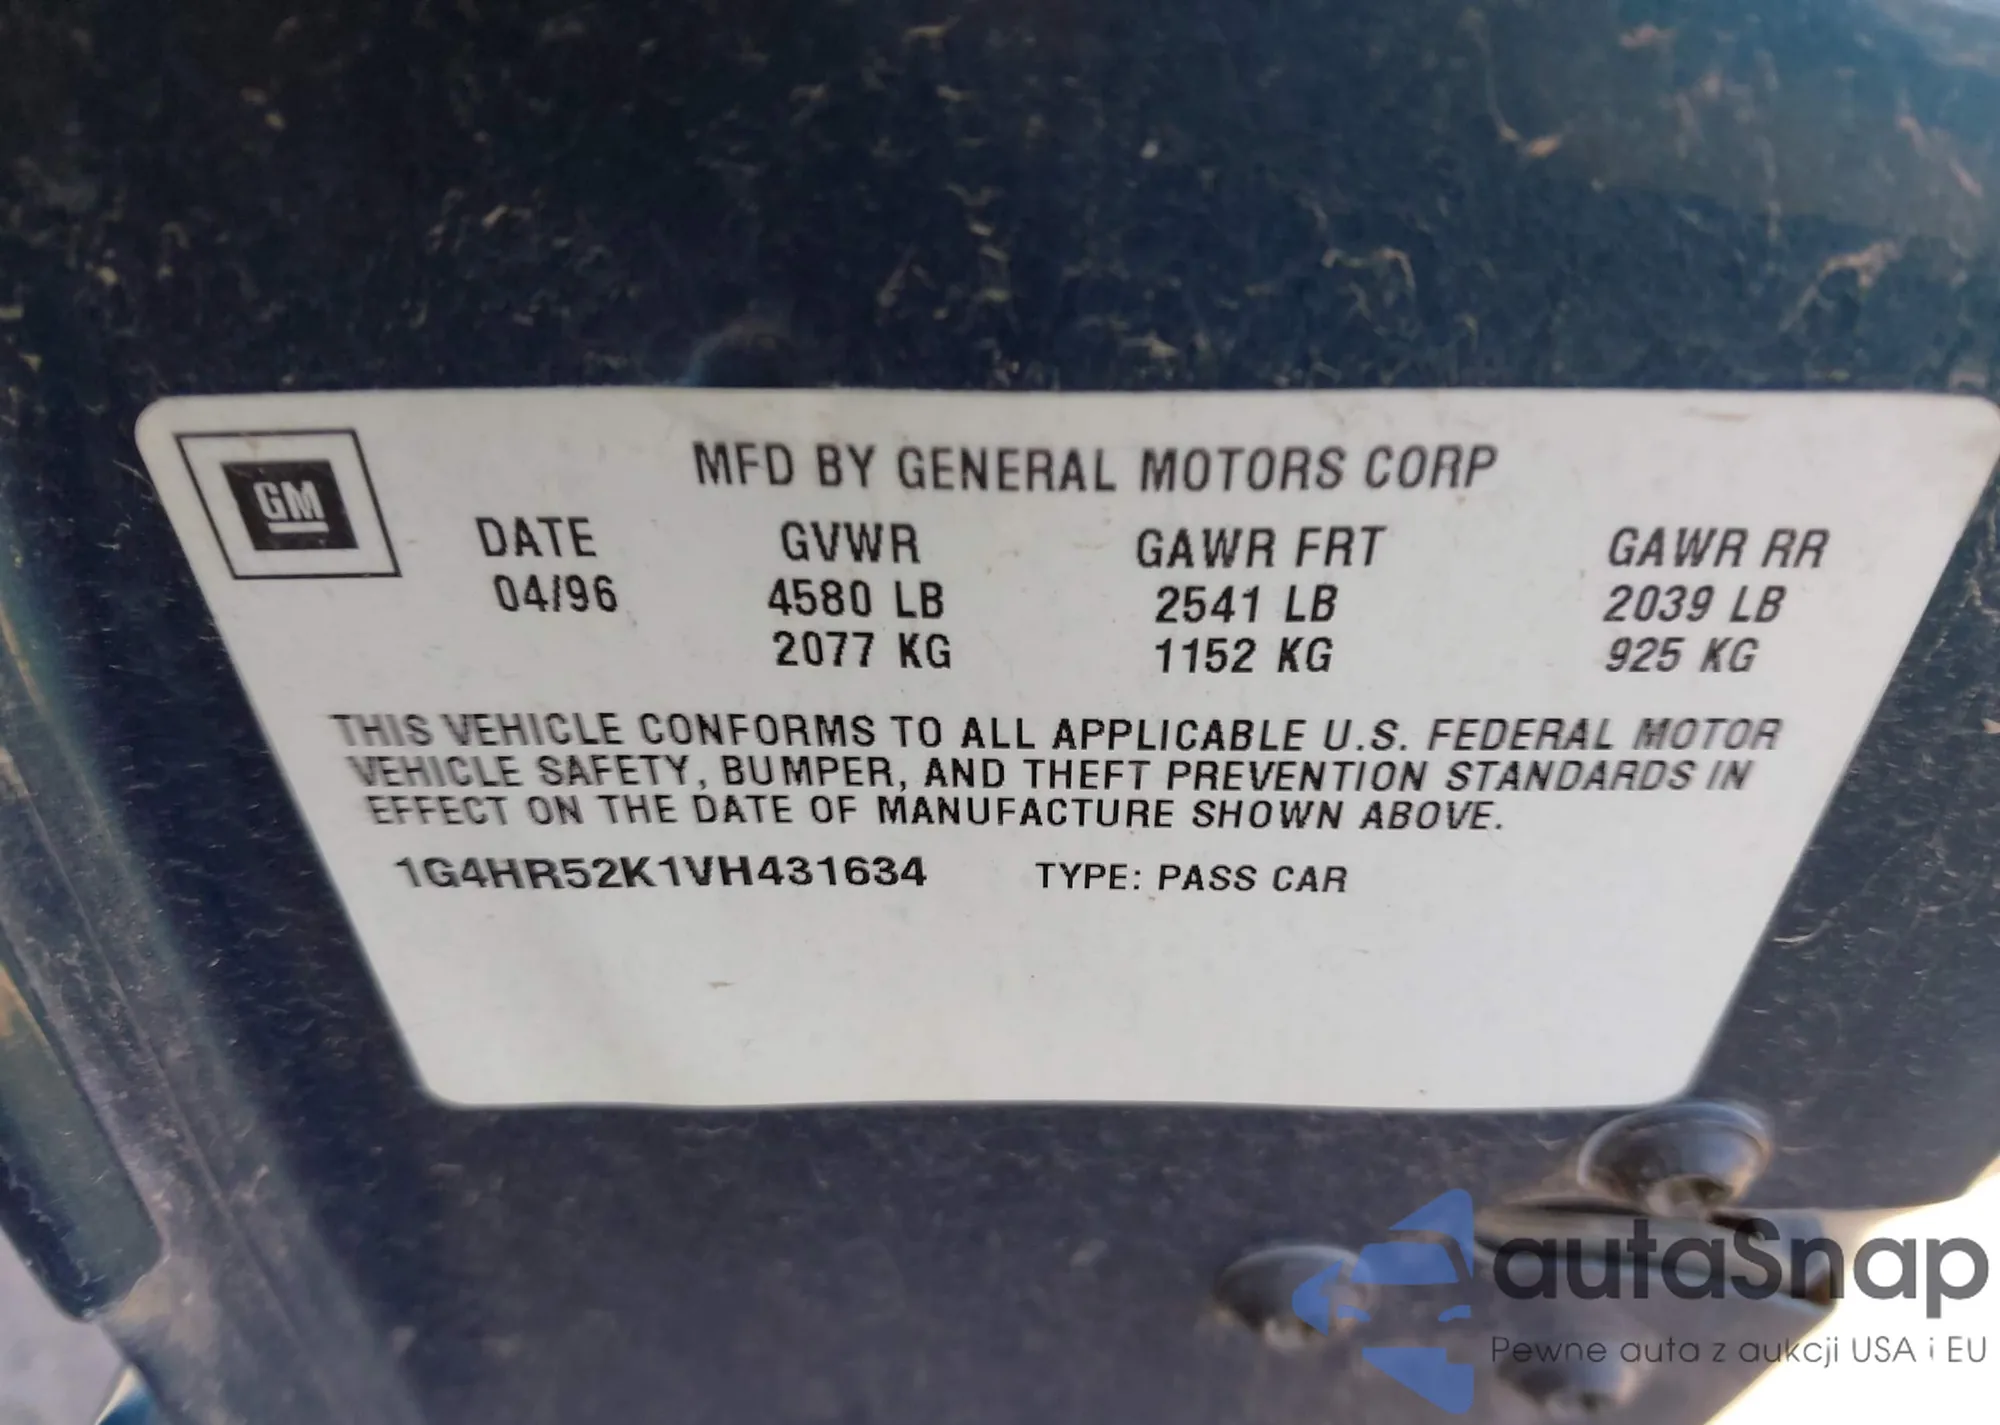 GM
MFD BY GENERAL MOTORS CORP
DATE GVWR GAWR FRT GAWR RR
04/96 4580 LB 2541 LB 2039 LB
2077 KG 1152 KG 925 KG
THIS VEHICLE CONFORMS TO ALL APPLICABLE U.S. FEDERAL MOTOR
VEHICLE SAFETY, BUMPER, AND THEFT PREVENTION STANDARDS IN
EFFECT ON THE DATE OF MANUFACTURE SHOWN ABOVE.
1G4HR52K1VH431634 TYPE: PASS CAR
autaSnap
Pewne auta z aukcji USA i EU